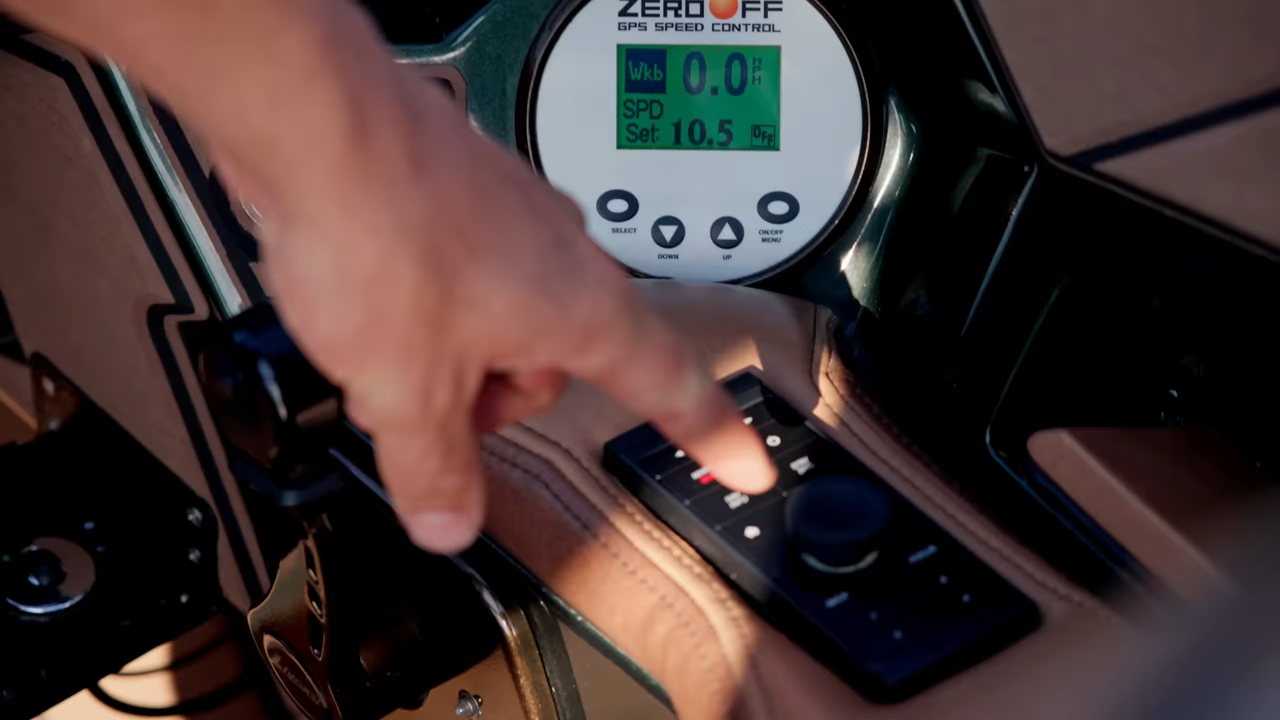 ZERO OFF
GPS SPEED CONTROL
Wkb 0.0 MPH
SPD
Set: 10.5 OFF
SELECT
DOWN
UP
ON/OFF
MENU